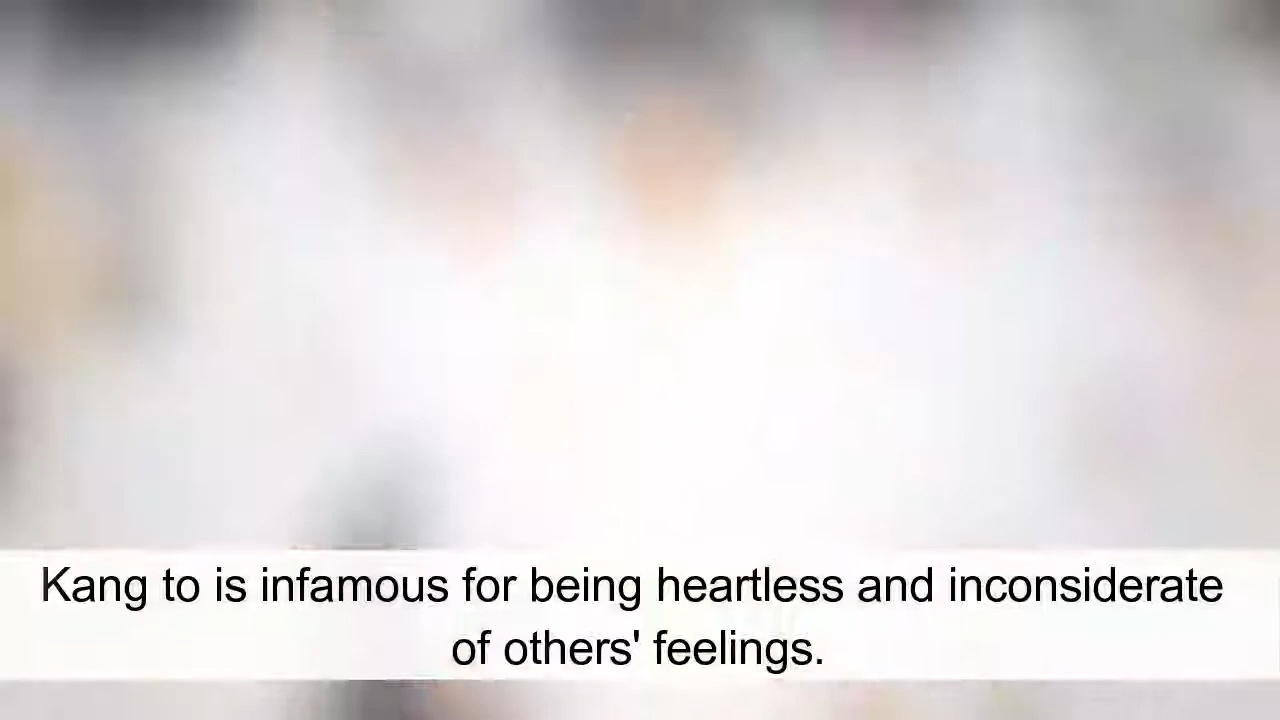 Kang to is infamous for being heartless and inconsiderate
of others' feelings.